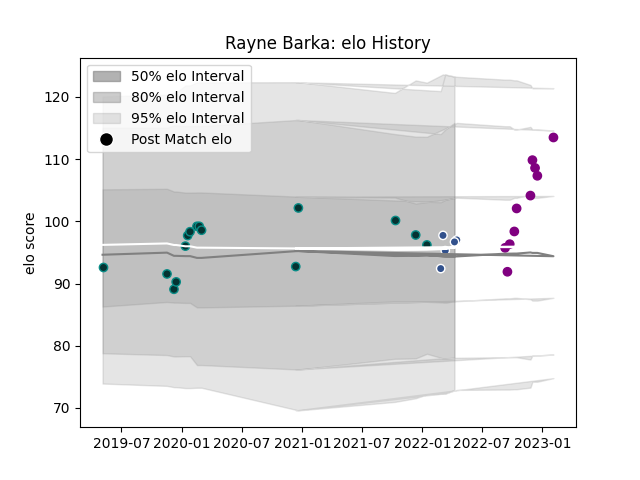 Rayne Barka: elo History
50% elo Interval
80% elo Interval
95% elo Interval
Post Match elo
elo score
120
110
100
90
80
70
2019-07 2020-01 2020-07 2021-01 2021-07 2022-01 2022-07 2023-01